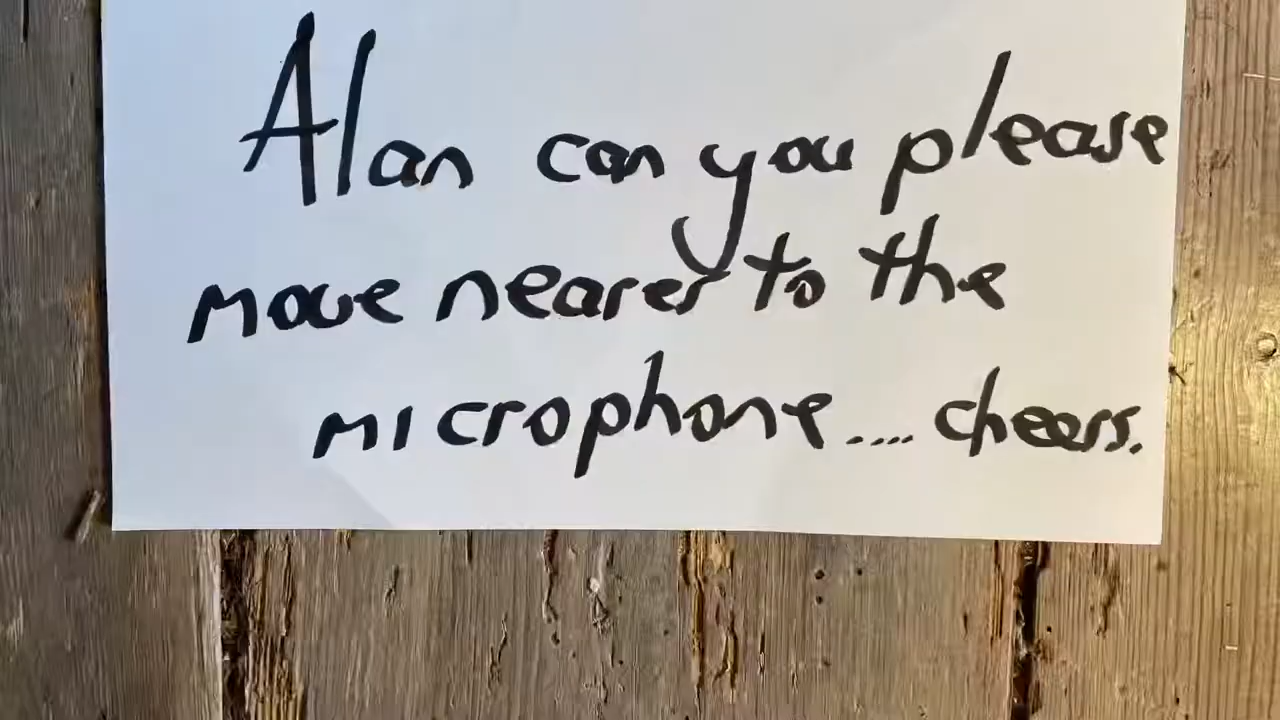 Alan can you please
move nearer to the
microphone.... cheers.